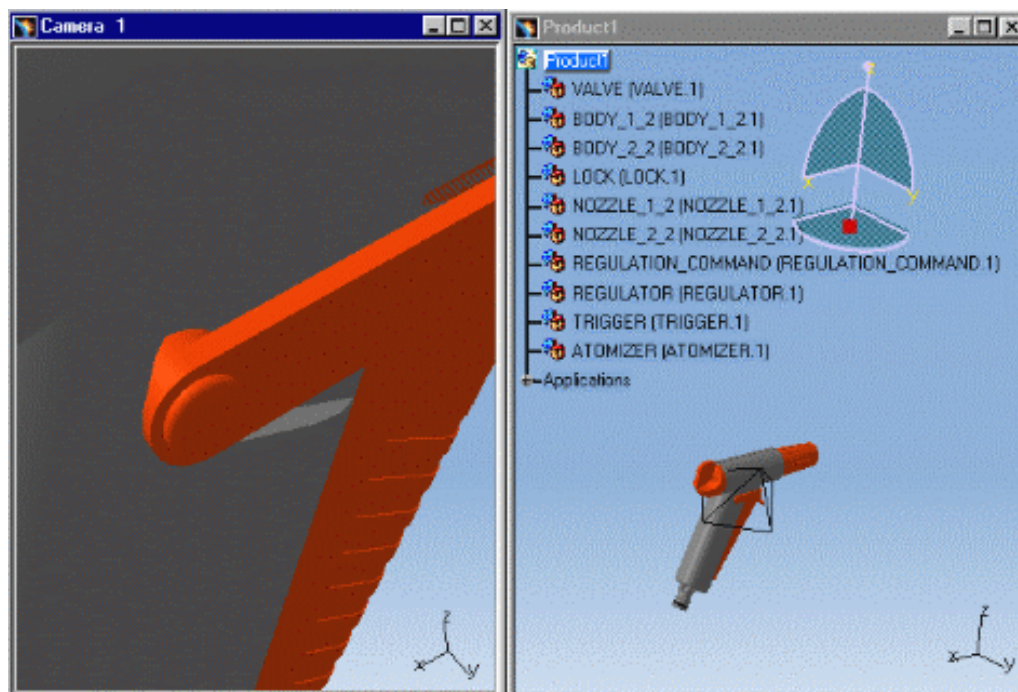 Camera 1
z
x
y
Product1
Product1
VALVE (VALVE.1)
BODY_1_2 (BODY_1_2.1)
BODY_2_2 (BODY_2_2.1)
LOCK (LOCK.1)
NOZZLE_1_2 (NOZZLE_1_2.1)
NOZZLE_2_2 (NOZZLE_2_2.1)
REGULATION_COMMAND (REGULATION_COMMAND.1)
REGULATOR (REGULATOR.1)
TRIGGER (TRIGGER.1)
ATOMIZER (ATOMIZER.1)
Applications
z
x
y
z
x
y